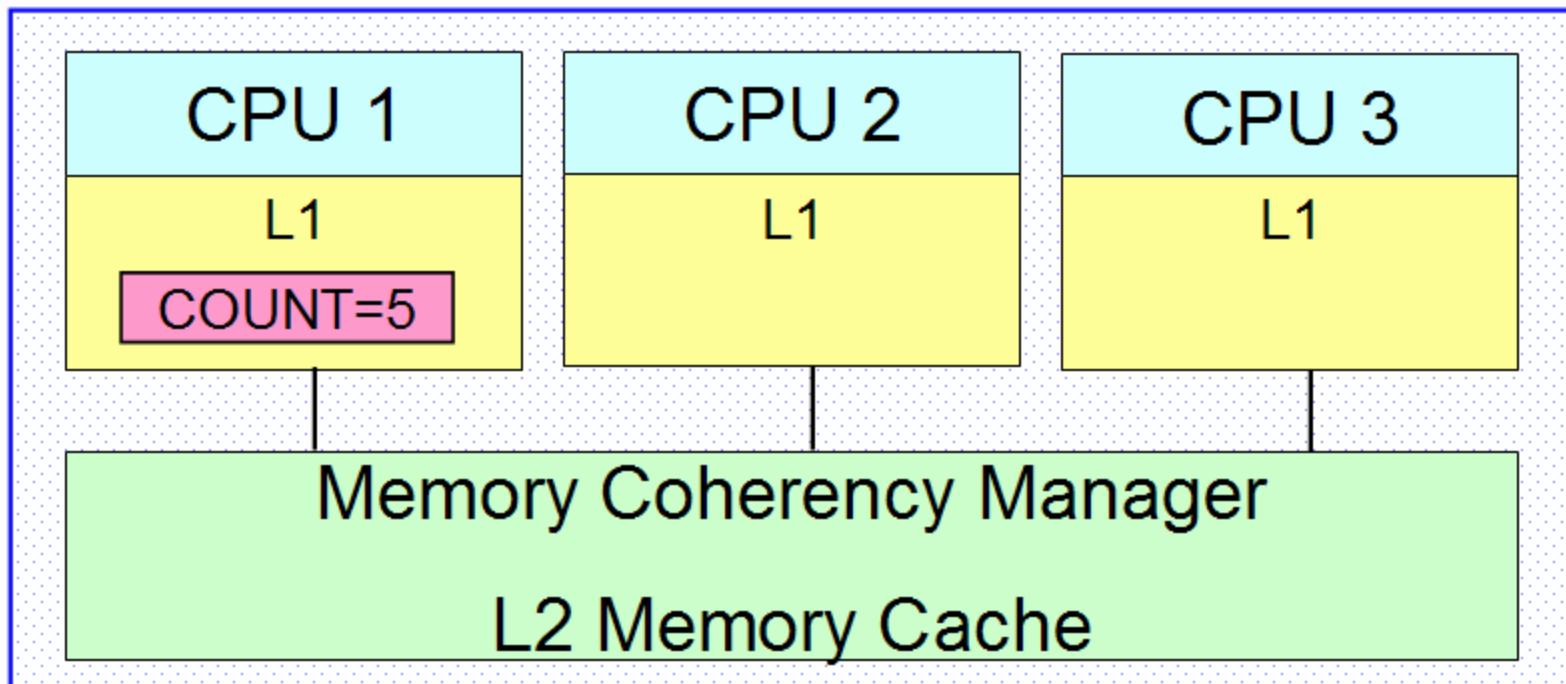 CPU 1
CPU 2
CPU 3
L1
L1
L1
COUNT=5
Memory Coherency Manager
L2 Memory Cache